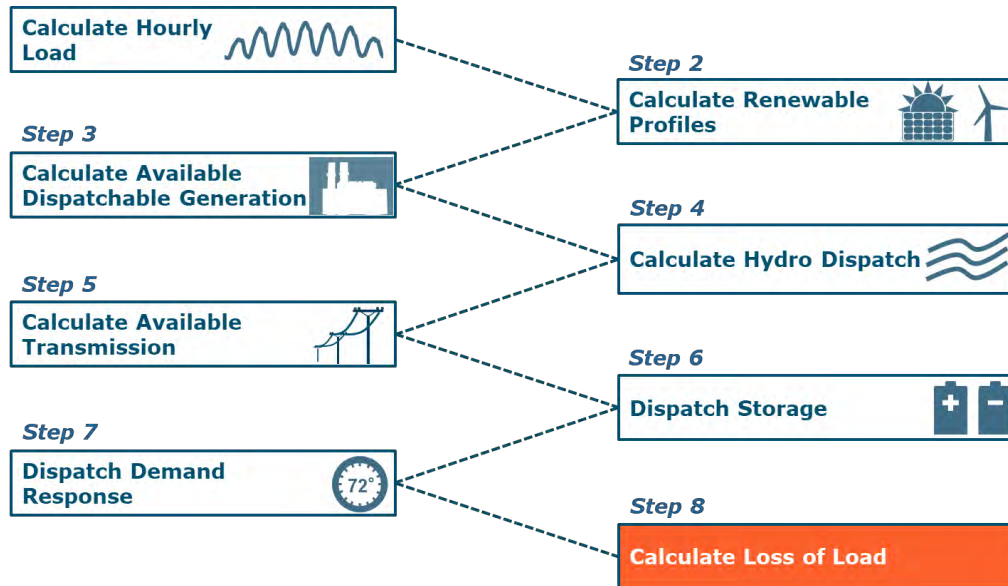 Calculate Hourly
Load
Step 2
Calculate Renewable
Profiles
Step 3
Calculate Available
Dispatchable Generation
Step 4
Calculate Hydro Dispatch
Step 5
Calculate Available
Transmission
Step 6
Dispatch Storage
+ −
Step 7
Dispatch Demand
Response
72°
Step 8
Calculate Loss of Load